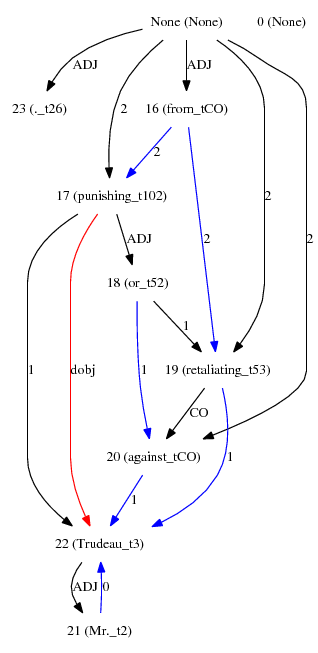 None (None) 0 (None)
ADJ ADJ
23 (._t26) 2 16 (from_tCO)
2
17 (punishing_t102) 2
ADJ 2 2
18 (or_t52)
1
1 dobj 1 19 (retaliating_t53)
CO
20 (against_tCO) 1
1
22 (Trudeau_t3)
ADJ 0
21 (Mr._t2)